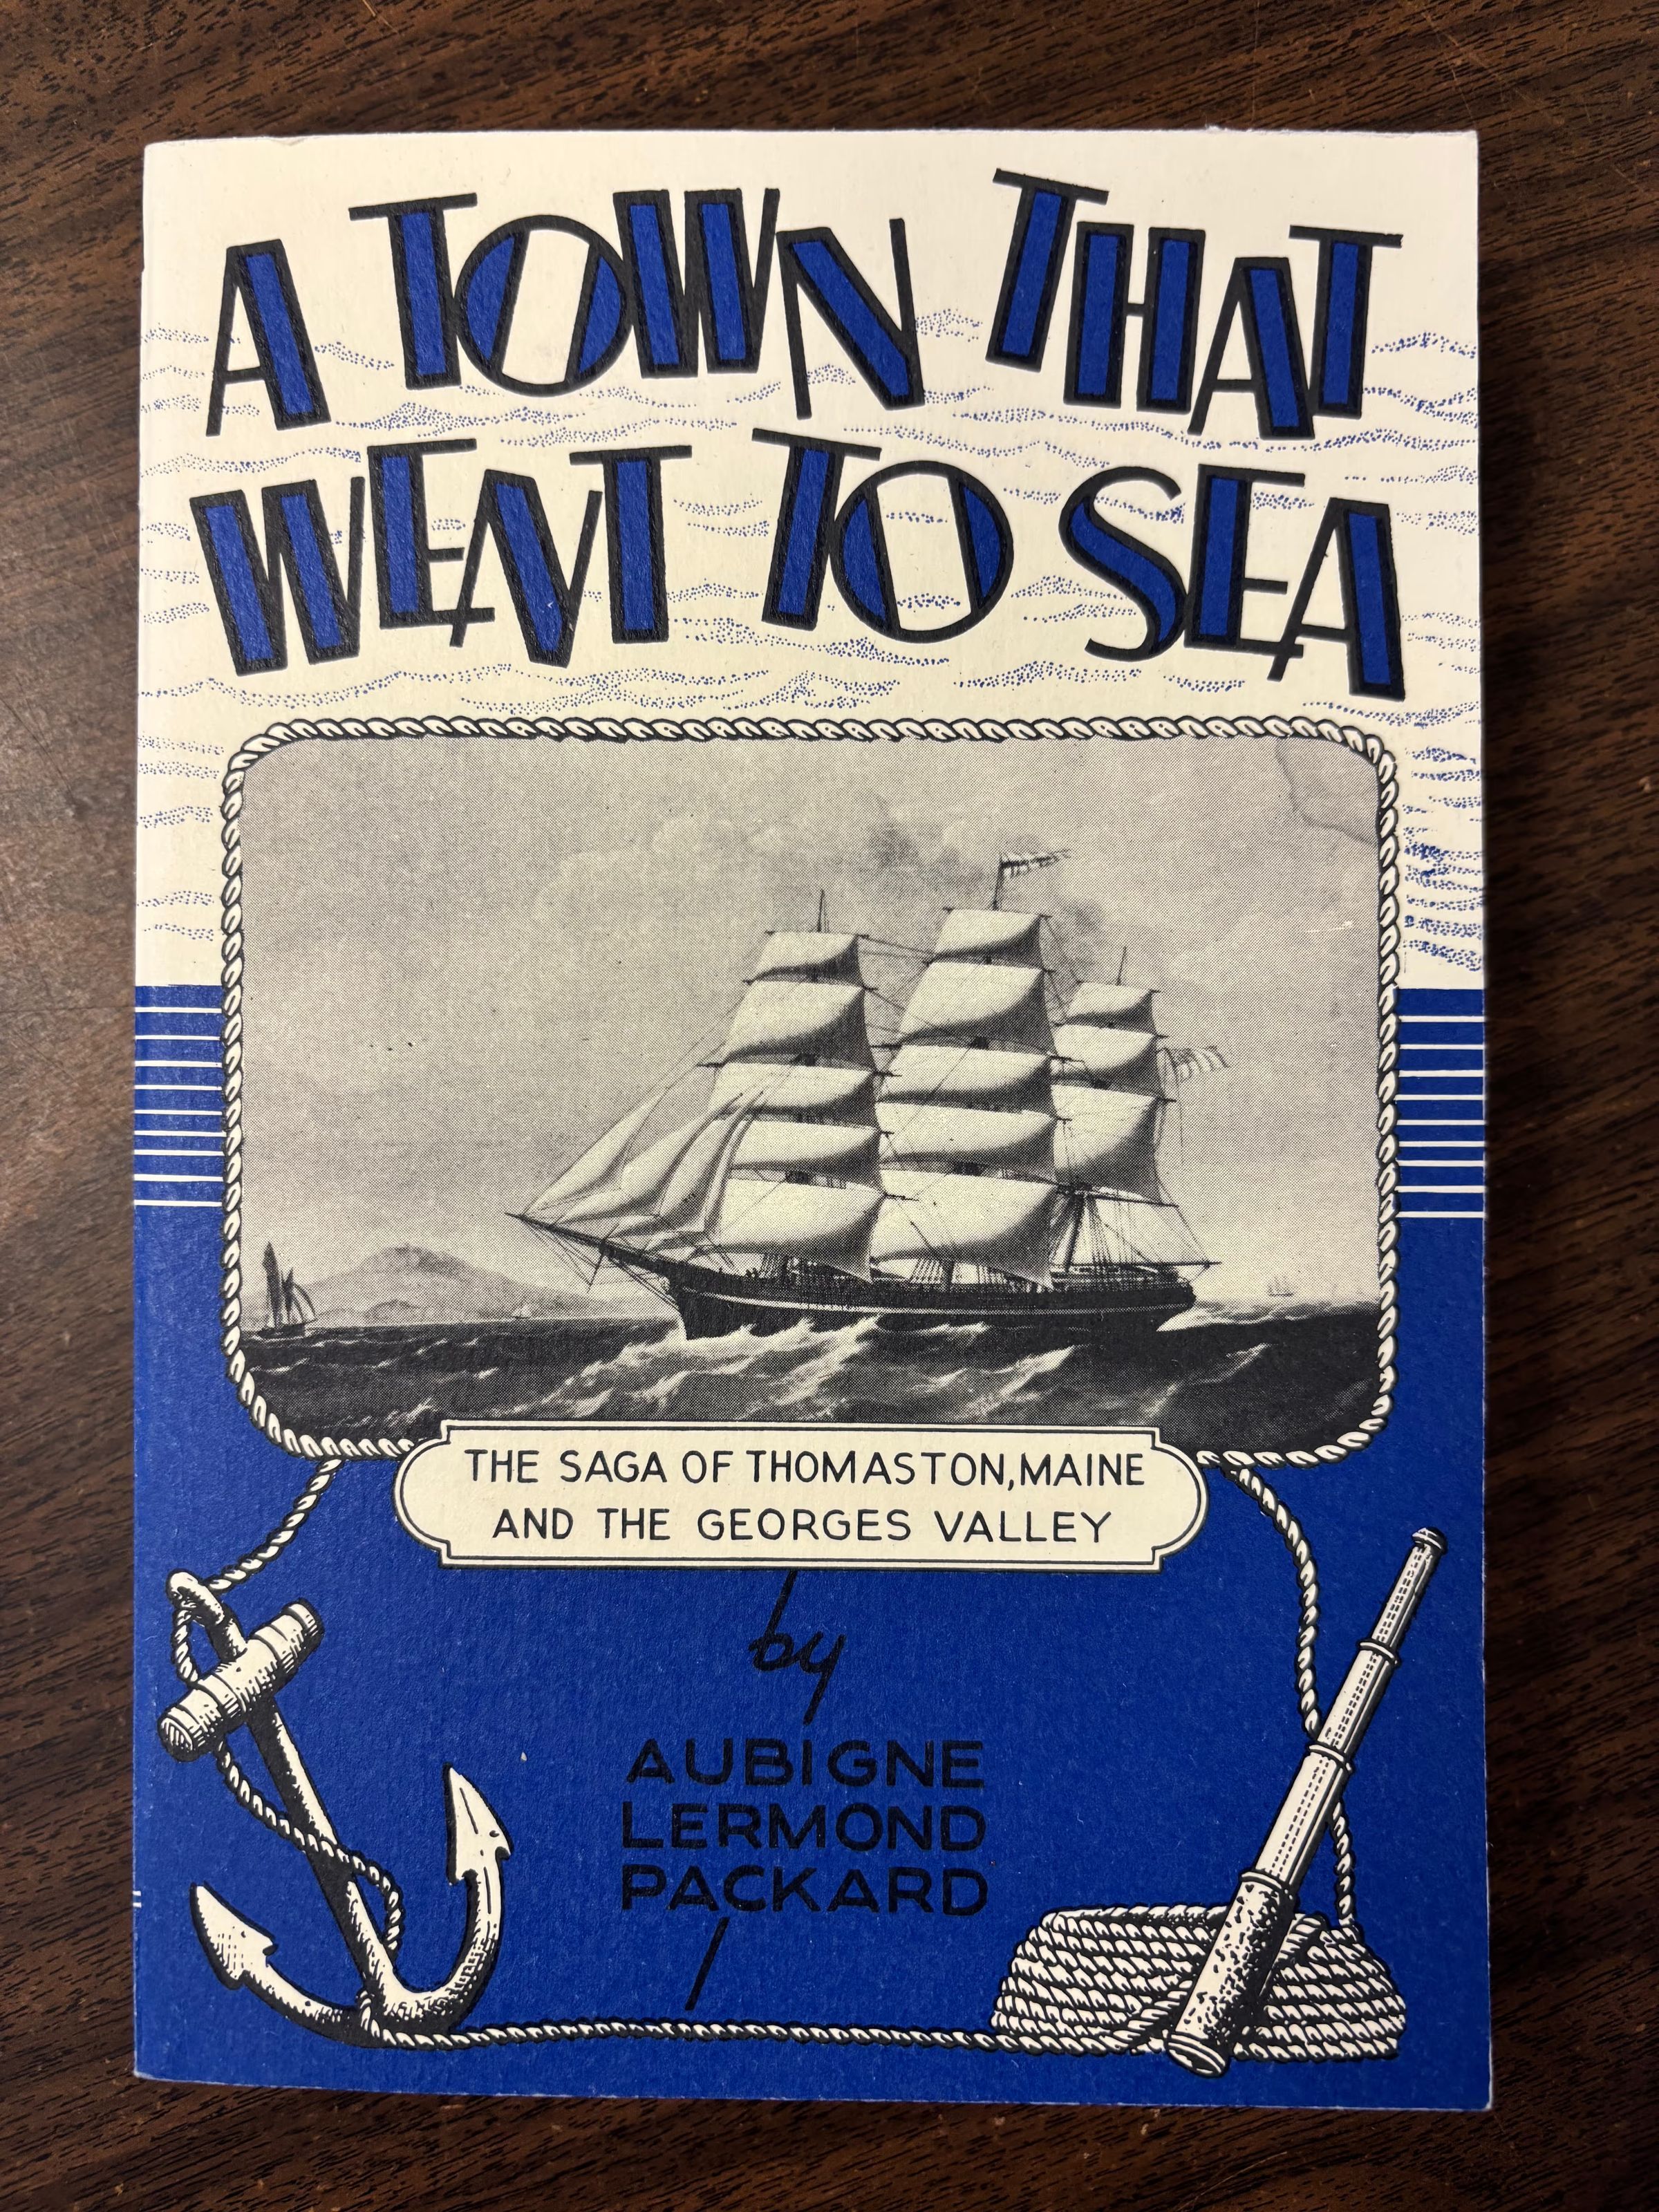 A TOWN THAT
WENT TO SEA
THE SAGA OF THOMASTON, MAINE
AND THE GEORGES VALLEY
by
AUBIGNE
LERMOND
PACKARD